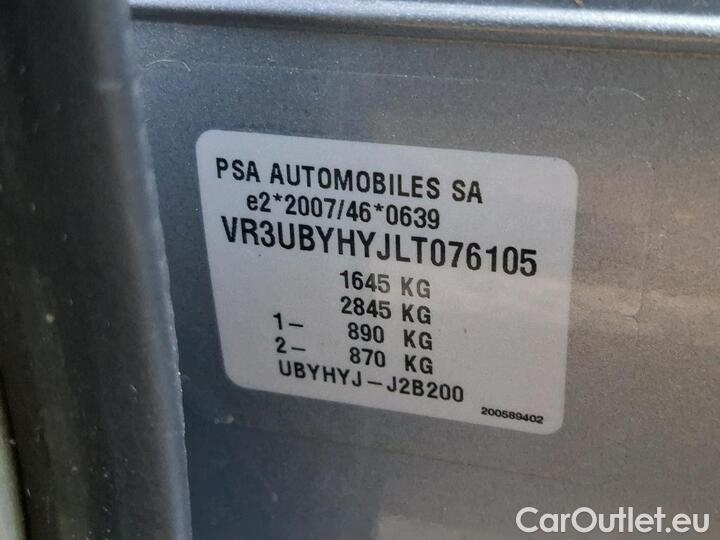 PSA AUTOMOBILES SA
e2*2007/46*0639
VR3UBYHYJLT076105
1645 KG
2845 KG
1- 890 KG
2- 870 KG
UBYHYJ-J2B200
200589402
CarOutlet.eu